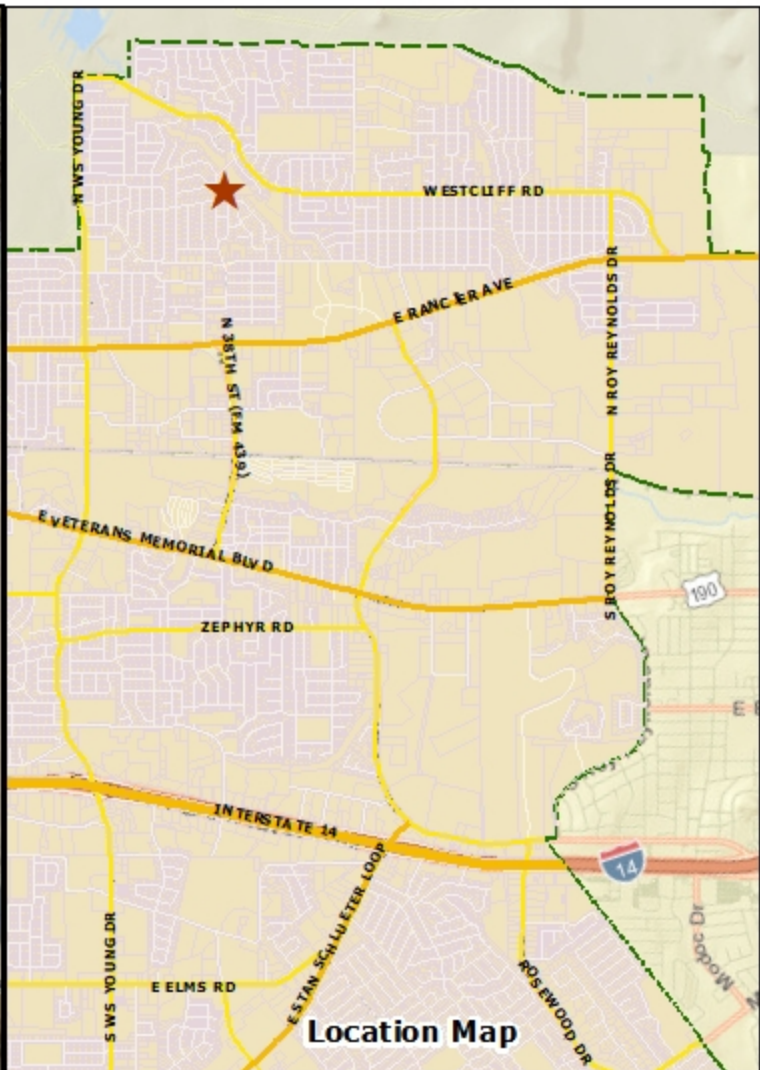 N WS YOUNG DR
WESTCLIFF RD
E RANCIER AVE
N ROY REYNOLDS DR
N 38TH ST (FM 439)
S ROY REYNOLDS DR
E VETERANS MEMORIAL BLVD
190
ZEPHYR RD
E
INTERSTATE 14
14
E STAN SCHLUETER LOOP
Modoc Dr
S WS YOUNG DR
E ELMS RD
ROSEWOOD DR
Location Map